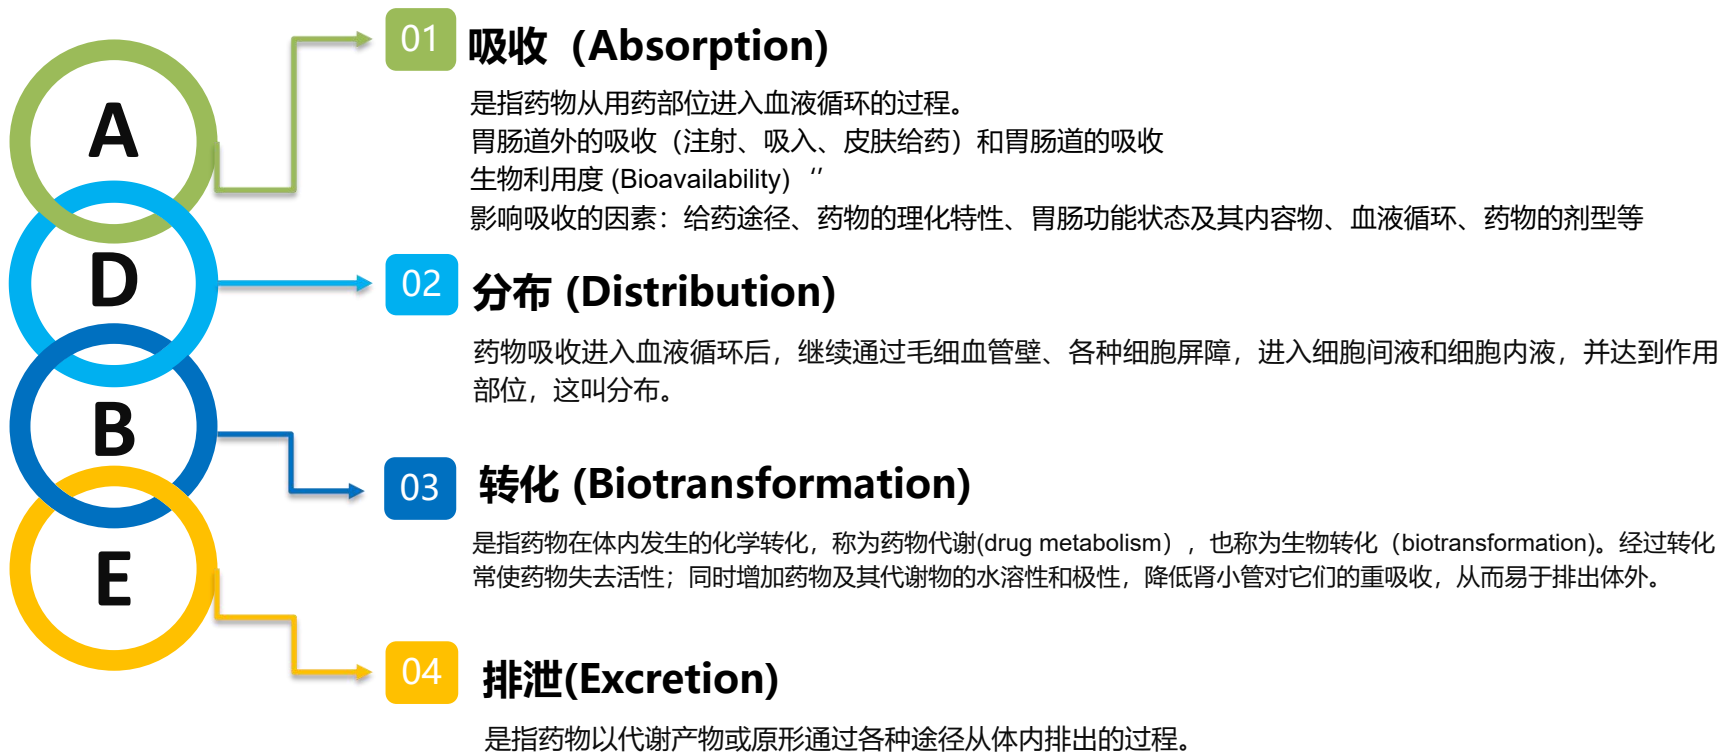 A
01 吸收（Absorption)
是指药物从用药部位进入血液循环的过程。
胃肠道外的吸收（注射、吸入、皮肤给药）和胃肠道的吸收
生物利用度 (Bioavailability) ‘’
影响吸收的因素：给药途径、药物的理化特性、胃肠功能状态及其内容物、血液循环、药物的剂型等
D
02 分布 (Distribution)
药物吸收进入血液循环后，继续通过毛细血管壁、各种细胞屏障，进入细胞间液和细胞内液，并达到作用
部位，这叫分布。
B
03 转化 (Biotransformation)
是指药物在体内发生的化学转化，称为药物代谢(drug metabolism），也称为生物转化（biotransformation)。经过转化
常使药物失去活性；同时增加药物及其代谢物的水溶性和极性，降低肾小管对它们的重吸收，从而易于排出体外。
E
04 排泄(Excretion)
是指药物以代谢产物或原形通过各种途径从体内排出的过程。